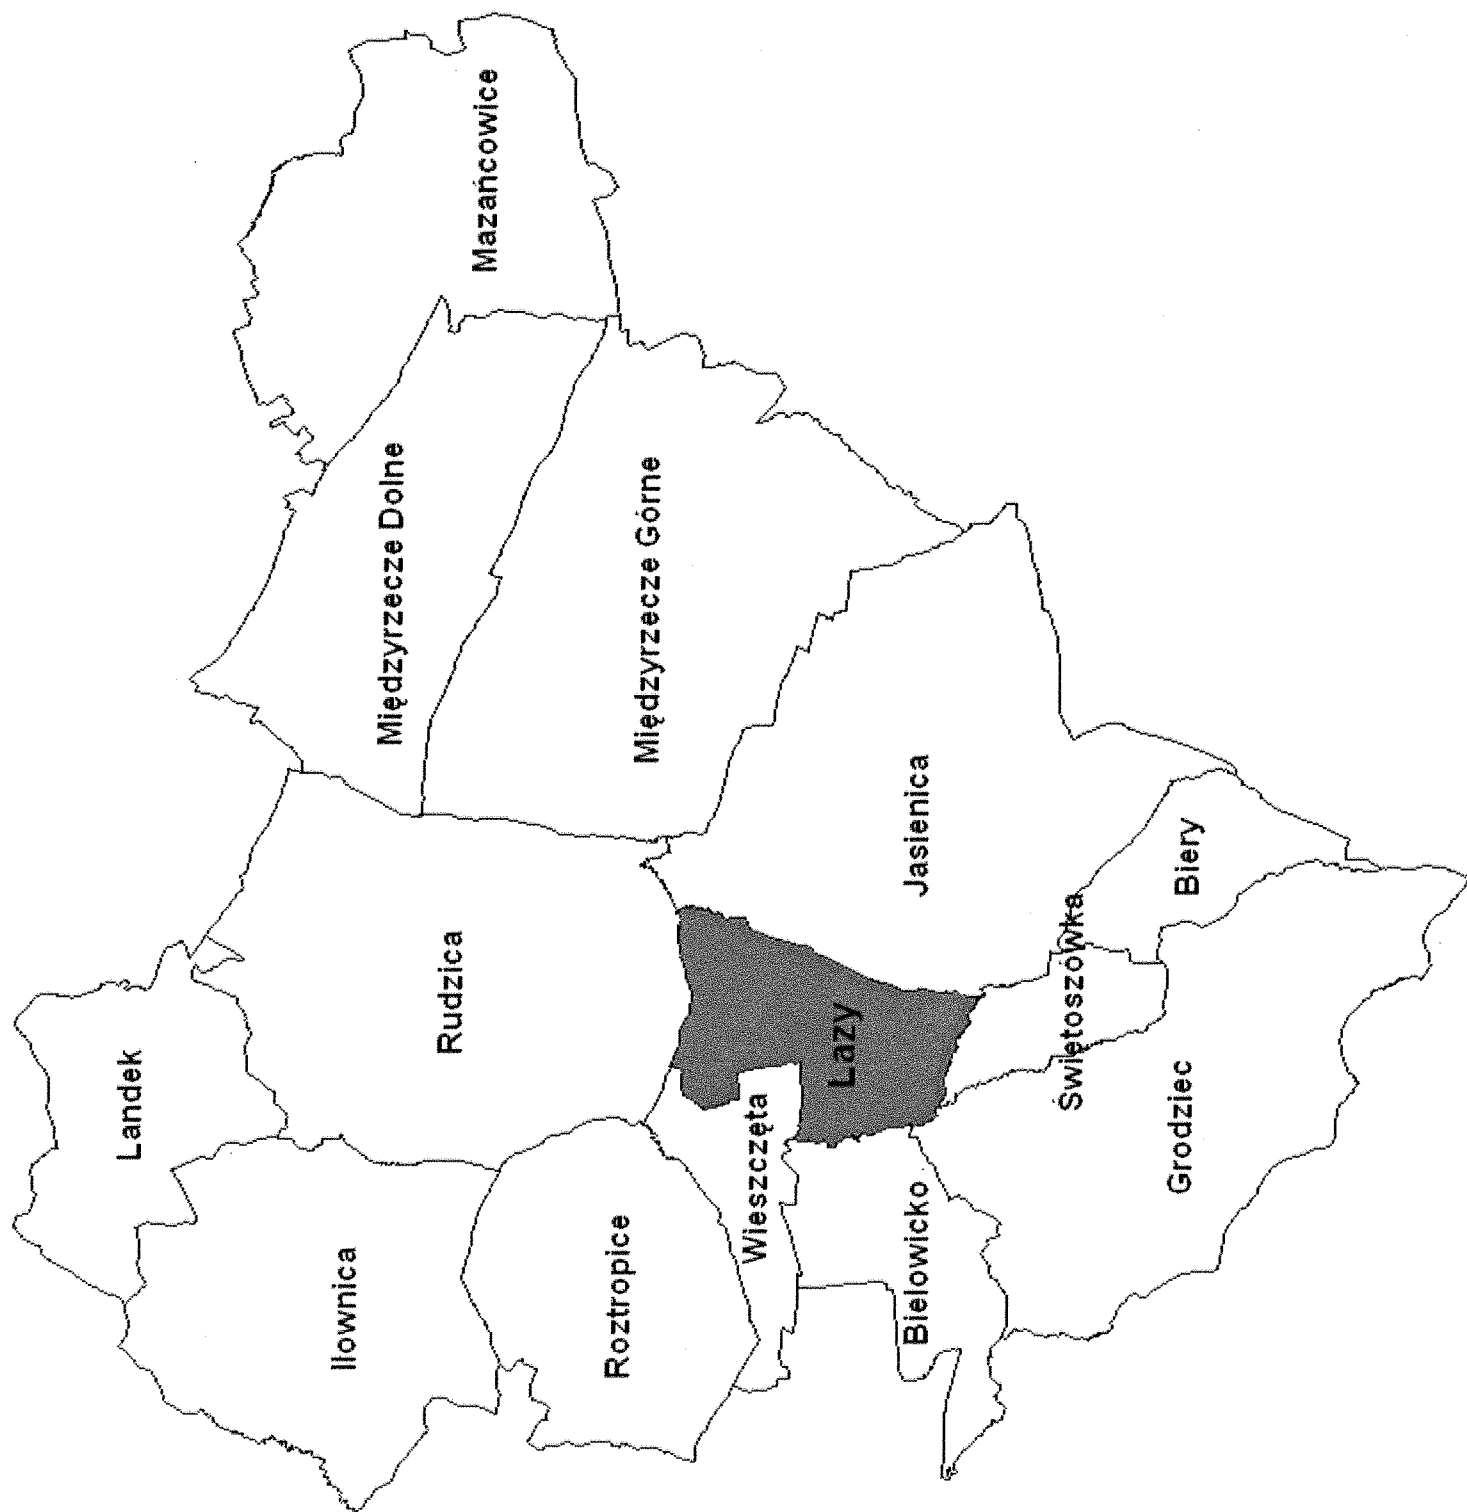 Landek
Iłownica
Rudzica
Międzyrzecze Dolne
Mazańcowice
Roztropice
Międzyrzecze Górne
Wieszczęta
Łazy
Bielowicko
Jasienica
Świętoszówka
Grodziec
Biery